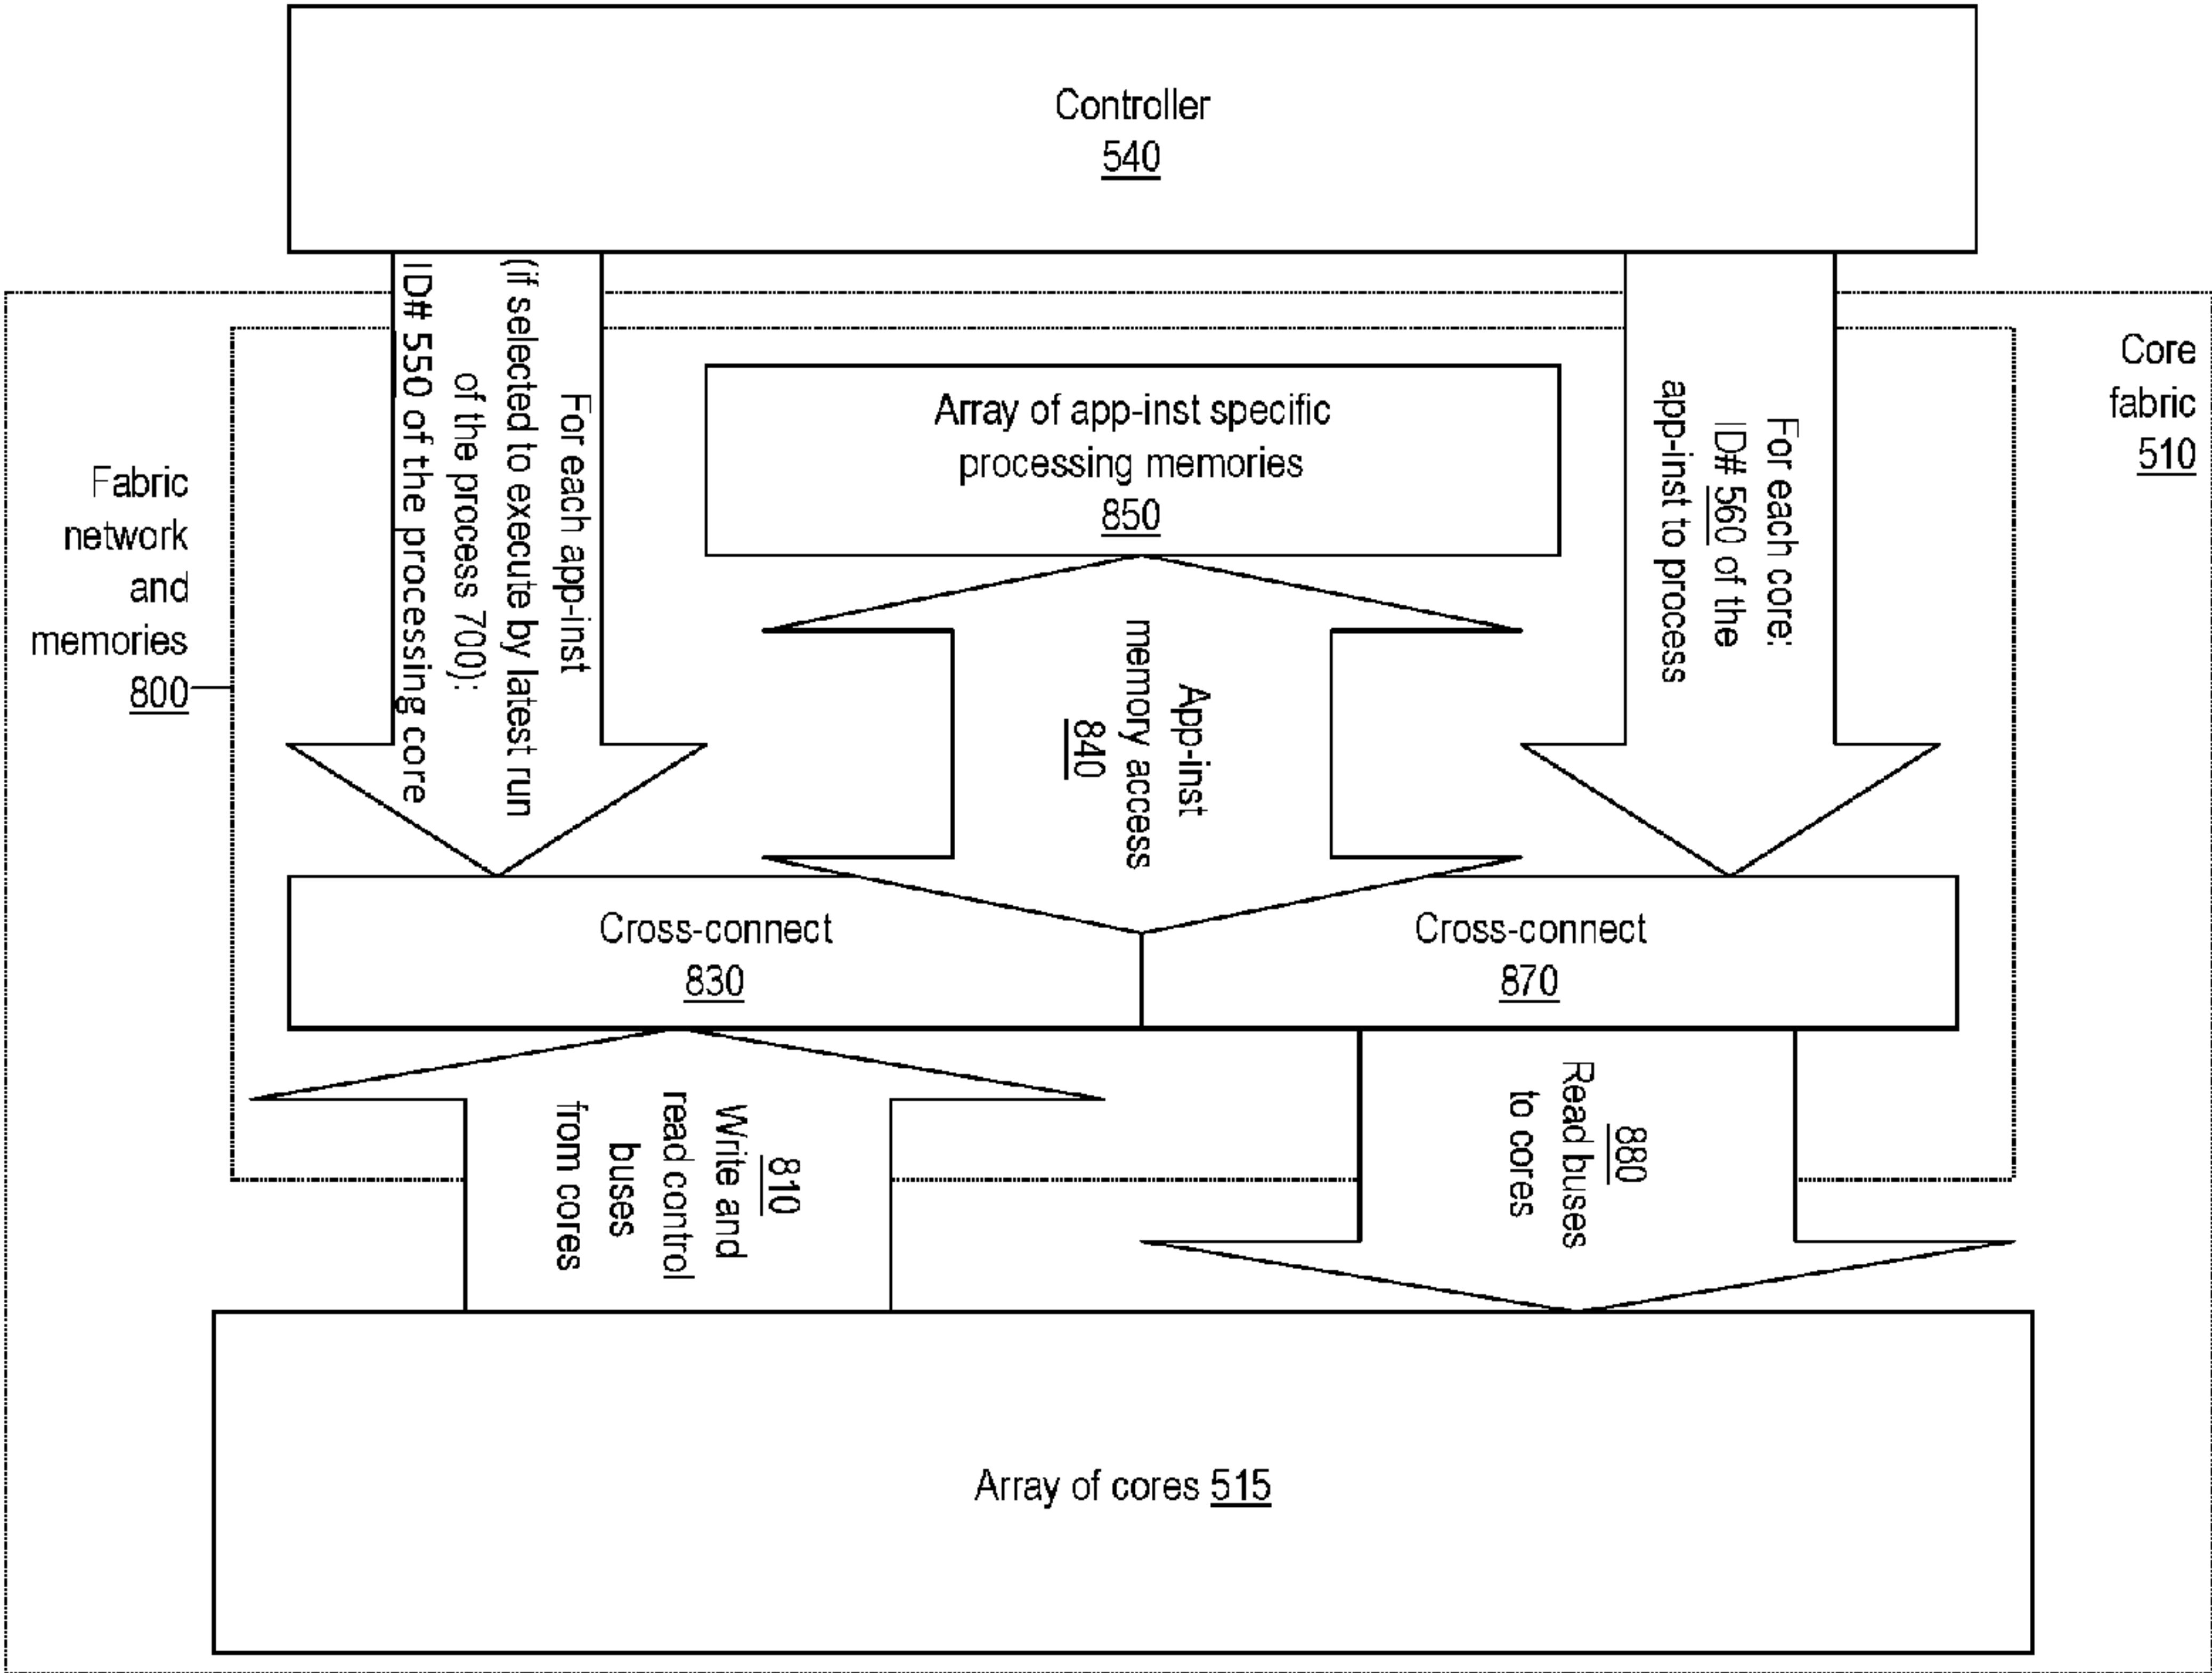 Controller
540
Core
fabric
510
Fabric
network
and
memories
800
For each app-inst
(if selected to execute by latest run
of the process 700):
ID# 550 of the processing core
Array of app-inst specific
processing memories
850
For each core:
ID# 560 of the
app-inst to process
App-inst
memory access
840
Cross-connect
830
Cross-connect
870
810
Write and
read control
buses
from cores
880
Read buses
to cores
Array of cores 515